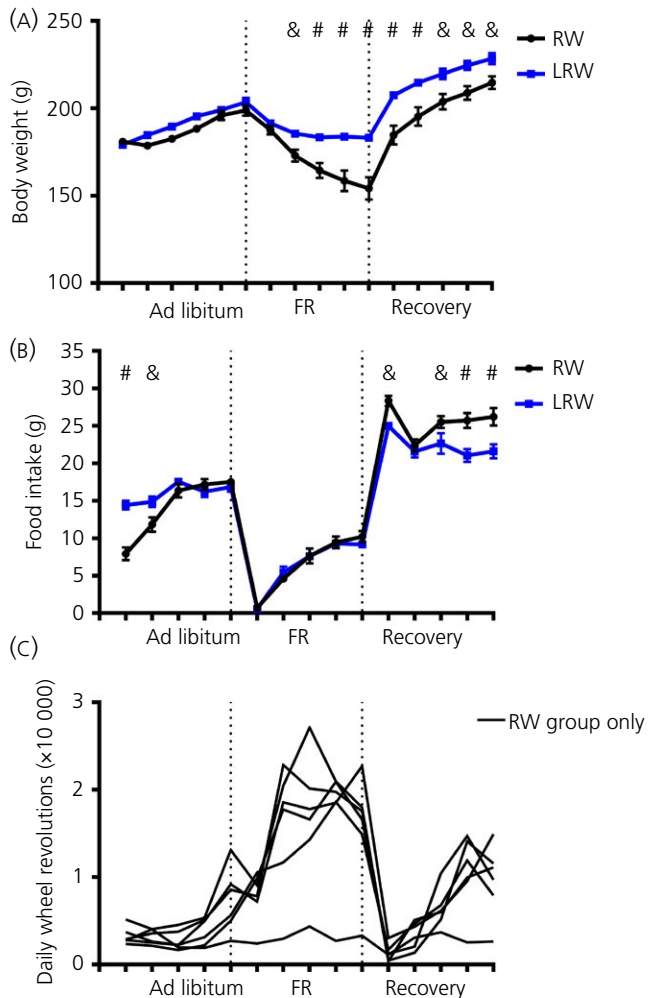 (A)
250
200
150
100
Body weight (g)
& # # # # # & & &
RW
LRW
Ad libitum FR Recovery
(B)
35
30
25
20
15
10
5
0
Food intake (g)
# & & & # #
RW
LRW
Ad libitum FR Recovery
(C)
3
2
1
0
Daily wheel revolutions (×10 000)
RW group only
Ad libitum FR Recovery